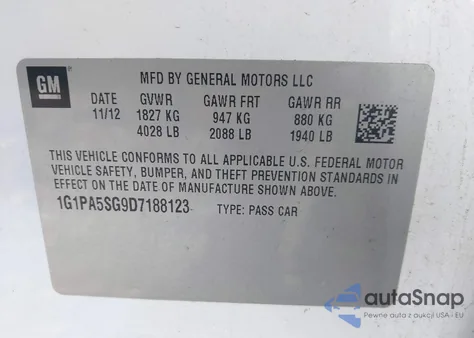 GM
MFD BY GENERAL MOTORS LLC
DATE GVWR GAWR FRT GAWR RR
11/12 1827 KG 947 KG 880 KG
4028 LB 2088 LB 1940 LB
THIS VEHICLE CONFORMS TO ALL APPLICABLE U.S. FEDERAL MOTOR
VEHICLE SAFETY, BUMPER, AND THEFT PREVENTION STANDARDS IN
EFFECT ON THE DATE OF MANUFACTURE SHOWN ABOVE.
1G1PA5SG9D7188123 TYPE: PASS CAR
autoSnap
Pewne auta z aukcji USA - EU